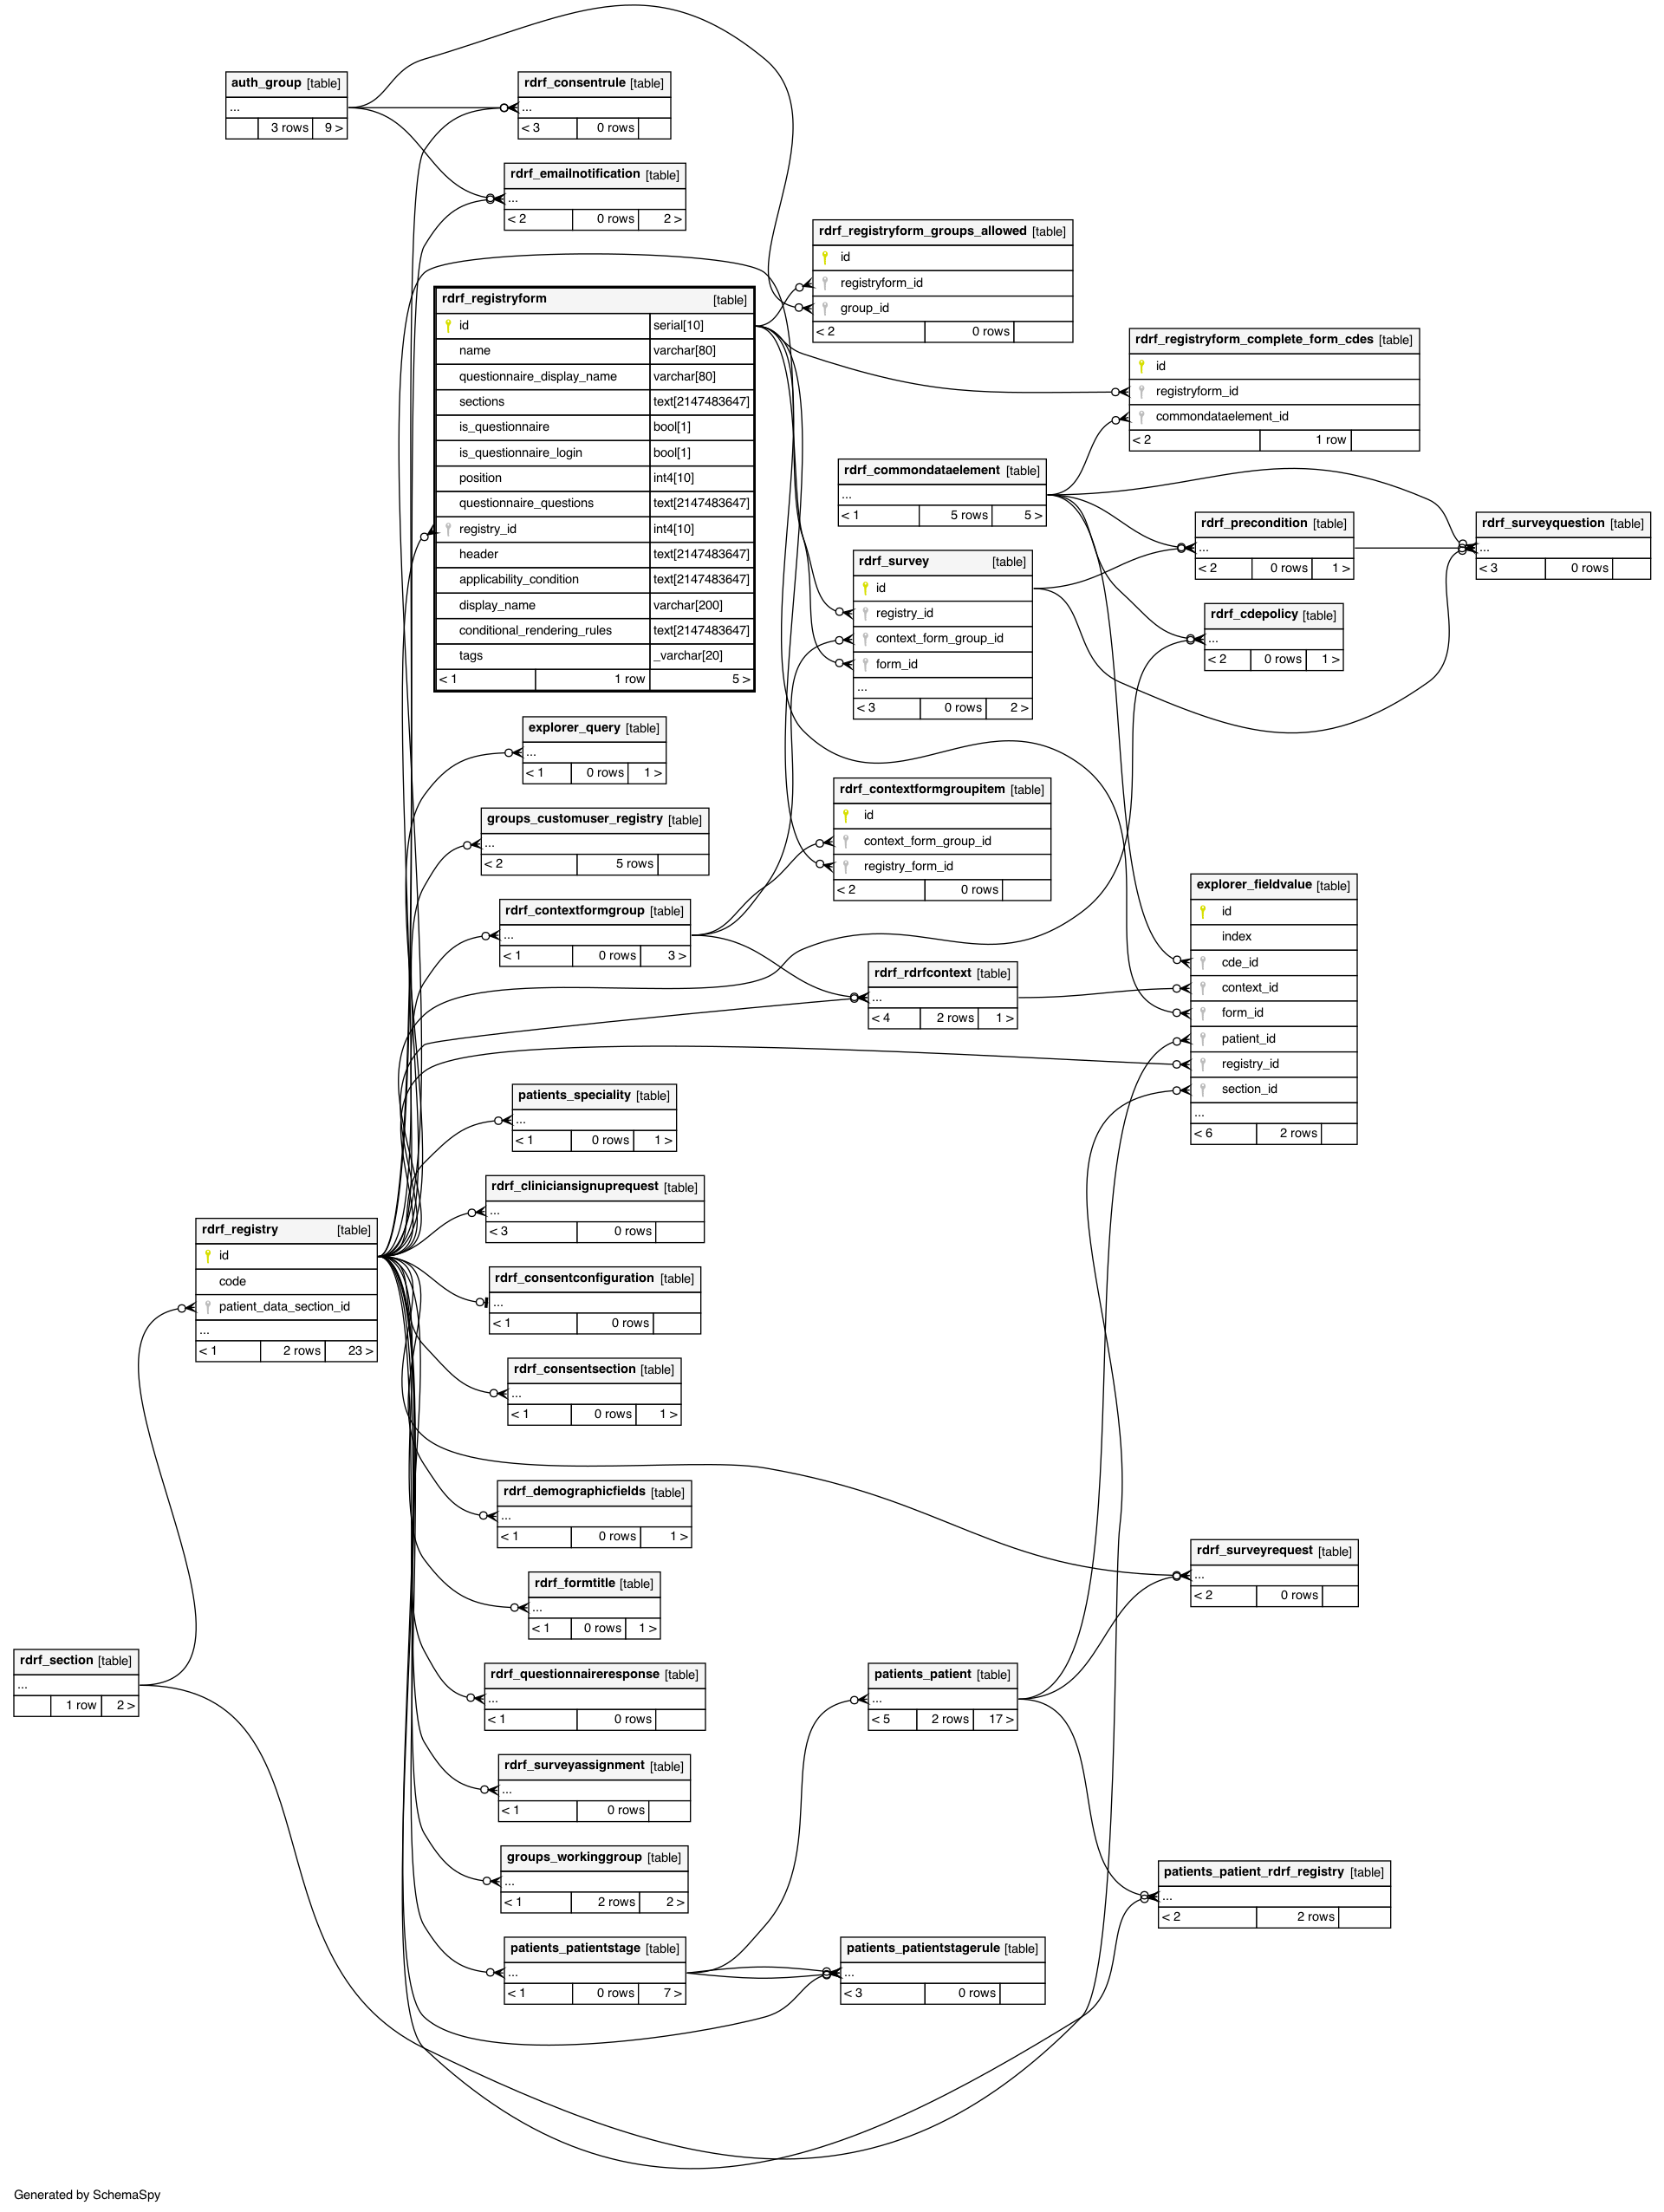 auth_group [table]
...
3 rows 9 >
rdrf_consentrule [table]
...
< 3 0 rows
rdrf_emailnotification [table]
...
< 2 0 rows 2 >
rdrf_registryform_groups_allowed [table]
id
registryform_id
group_id
< 2 0 rows
rdrf_registryform [table]
id serial[10]
name varchar[80]
questionnaire_display_name varchar[80]
sections text[2147483647]
is_questionnaire bool[1]
is_questionnaire_login bool[1]
position int4[10]
questionnaire_questions text[2147483647]
registry_id int4[10]
header text[2147483647]
applicability_condition text[2147483647]
display_name varchar[200]
conditional_rendering_rules text[2147483647]
tags _varchar[20]
< 1 1 row 5 >
rdrf_registryform_complete_form_cdes [table]
id
registryform_id
commondataelement_id
< 2 1 row
rdrf_commondataelement [table]
...
< 1 5 rows 5 >
rdrf_precondition [table]
...
< 2 0 rows 1 >
rdrf_surveyquestion [table]
...
< 3 0 rows
rdrf_survey [table]
id
registry_id
context_form_group_id
form_id
...
< 3 0 rows 2 >
rdrf_cdepolicy [table]
...
< 2 0 rows 1 >
explorer_query [table]
...
< 1 0 rows 1 >
rdrf_contextformgroupitem [table]
id
context_form_group_id
registry_form_id
< 2 0 rows
groups_customuser_registry [table]
...
< 2 5 rows
rdrf_contextformgroup [table]
...
< 1 0 rows 3 >
explorer_fieldvalue [table]
id
index
cde_id
context_id
form_id
patient_id
registry_id
section_id
...
< 6 2 rows
rdrf_rdrfcontext [table]
...
< 4 2 rows 1 >
patients_speciality [table]
...
< 1 0 rows 1 >
rdrf_cliniciansignuprequest [table]
...
< 3 0 rows
rdrf_registry [table]
id
code
patient_data_section_id
...
< 1 2 rows 23 >
rdrf_consentconfiguration [table]
...
< 1 0 rows
rdrf_consentsection [table]
...
< 1 0 rows 1 >
rdrf_demographicfields [table]
...
< 1 0 rows 1 >
rdrf_surveyrequest [table]
...
< 2 0 rows
rdrf_formtitle [table]
...
< 1 0 rows 1 >
rdrf_section [table]
...
1 row 2 >
rdrf_questionnaireresponse [table]
...
< 1 0 rows
patients_patient [table]
...
< 5 2 rows 17 >
rdrf_surveyassignment [table]
...
< 1 0 rows
groups_workinggroup [table]
...
< 1 2 rows 2 >
patients_patient_rdrf_registry [table]
...
< 2 2 rows
patients_patientstage [table]
...
< 1 0 rows 7 >
patients_patientstagerule [table]
...
< 3 0 rows
Generated by SchemaSpy